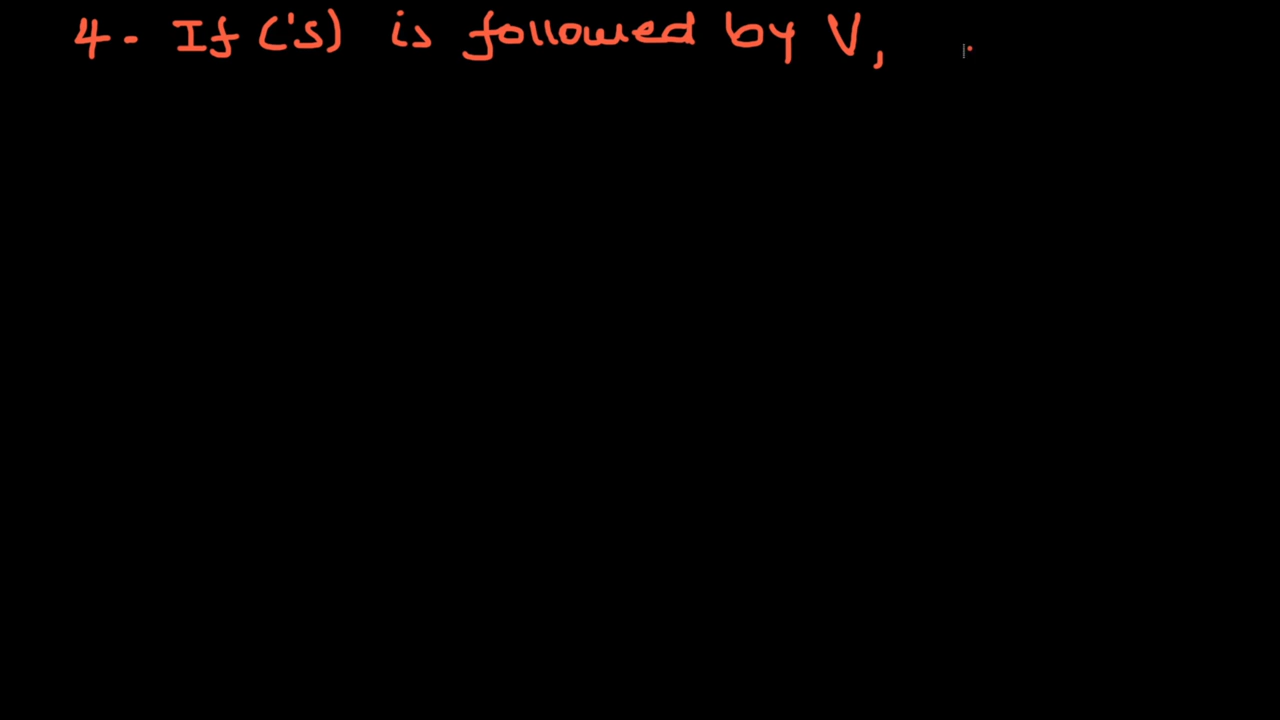 4- If ('s) is followed by V,